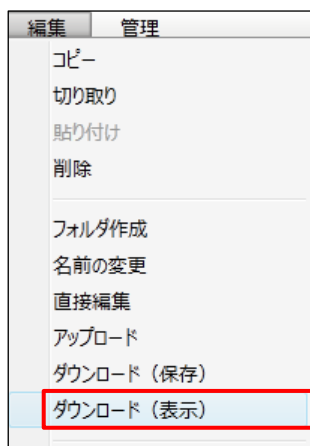 編集 管理
コピー
切り取り
貼り付け
削除
フォルダ作成
名前の変更
直接編集
アップロード
ダウンロード（保存）
ダウンロード（表示）